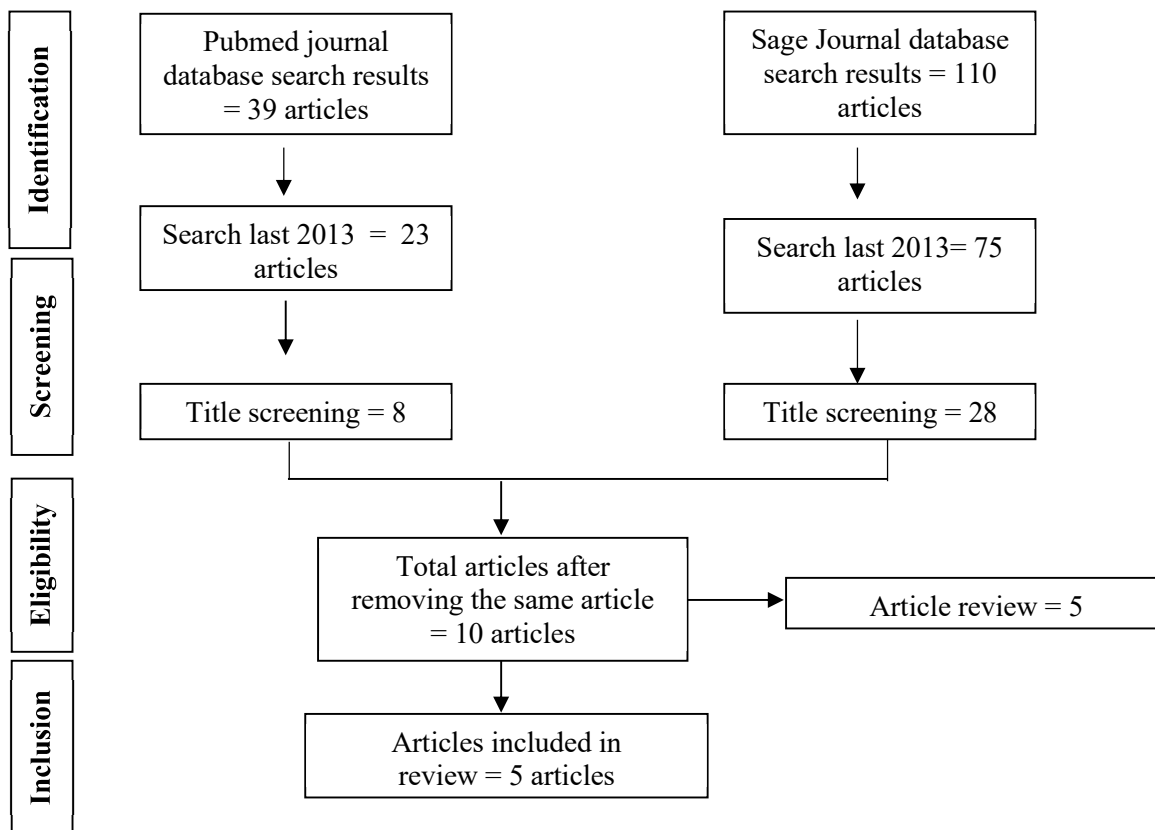 Identification
Pubmed journal
database search results
= 39 articles
Sage Journal database
search results = 110
articles
Search last 2013 = 23
articles
Search last 2013= 75
articles
Screening
Title screening = 8
Title screening = 28
Eligibility
Total articles after
removing the same article
= 10 articles
Article review = 5
Inclusion
Articles included in
review = 5 articles